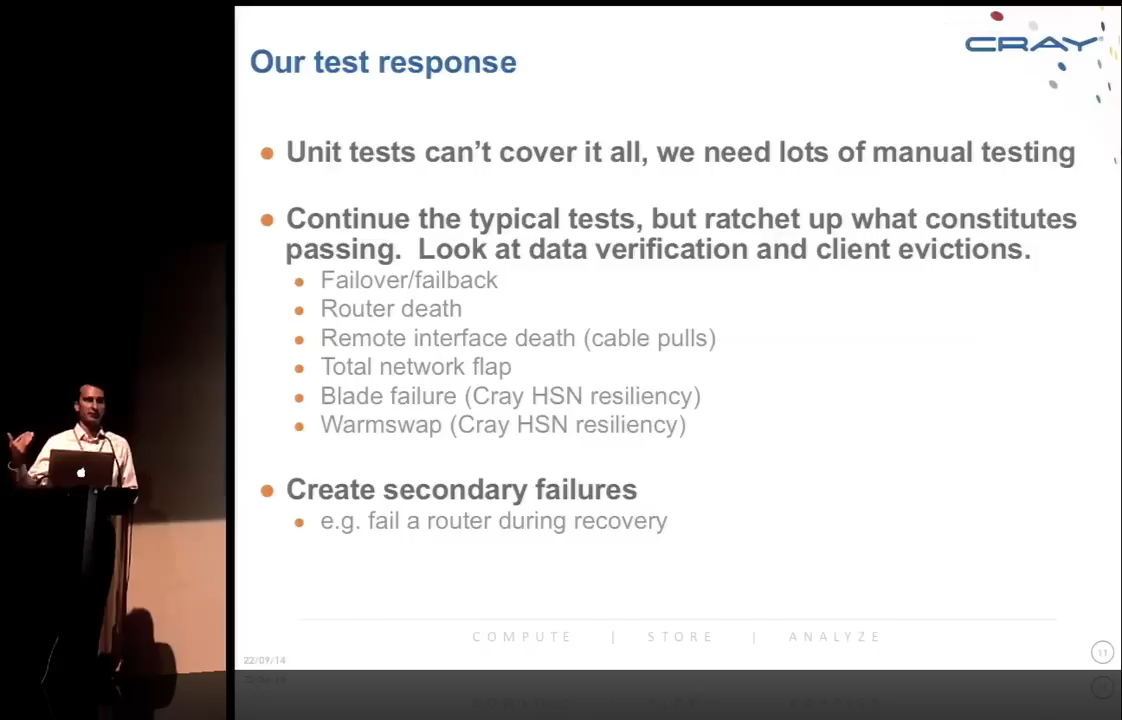 CRAY
Our test response
Unit tests can't cover it all, we need lots of manual testing
Continue the typical tests, but ratchet up what constitutes
passing. Look at data verification and client evictions.
Failover/failback
Router death
Remote interface death (cable pulls)
Total network flap
Blade failure (Cray HSN resiliency)
Warmswap (Cray HSN resiliency)
Create secondary failures
e.g. fail a router during recovery
COMPUTE | STORE | ANALYZE
22/09/14
11